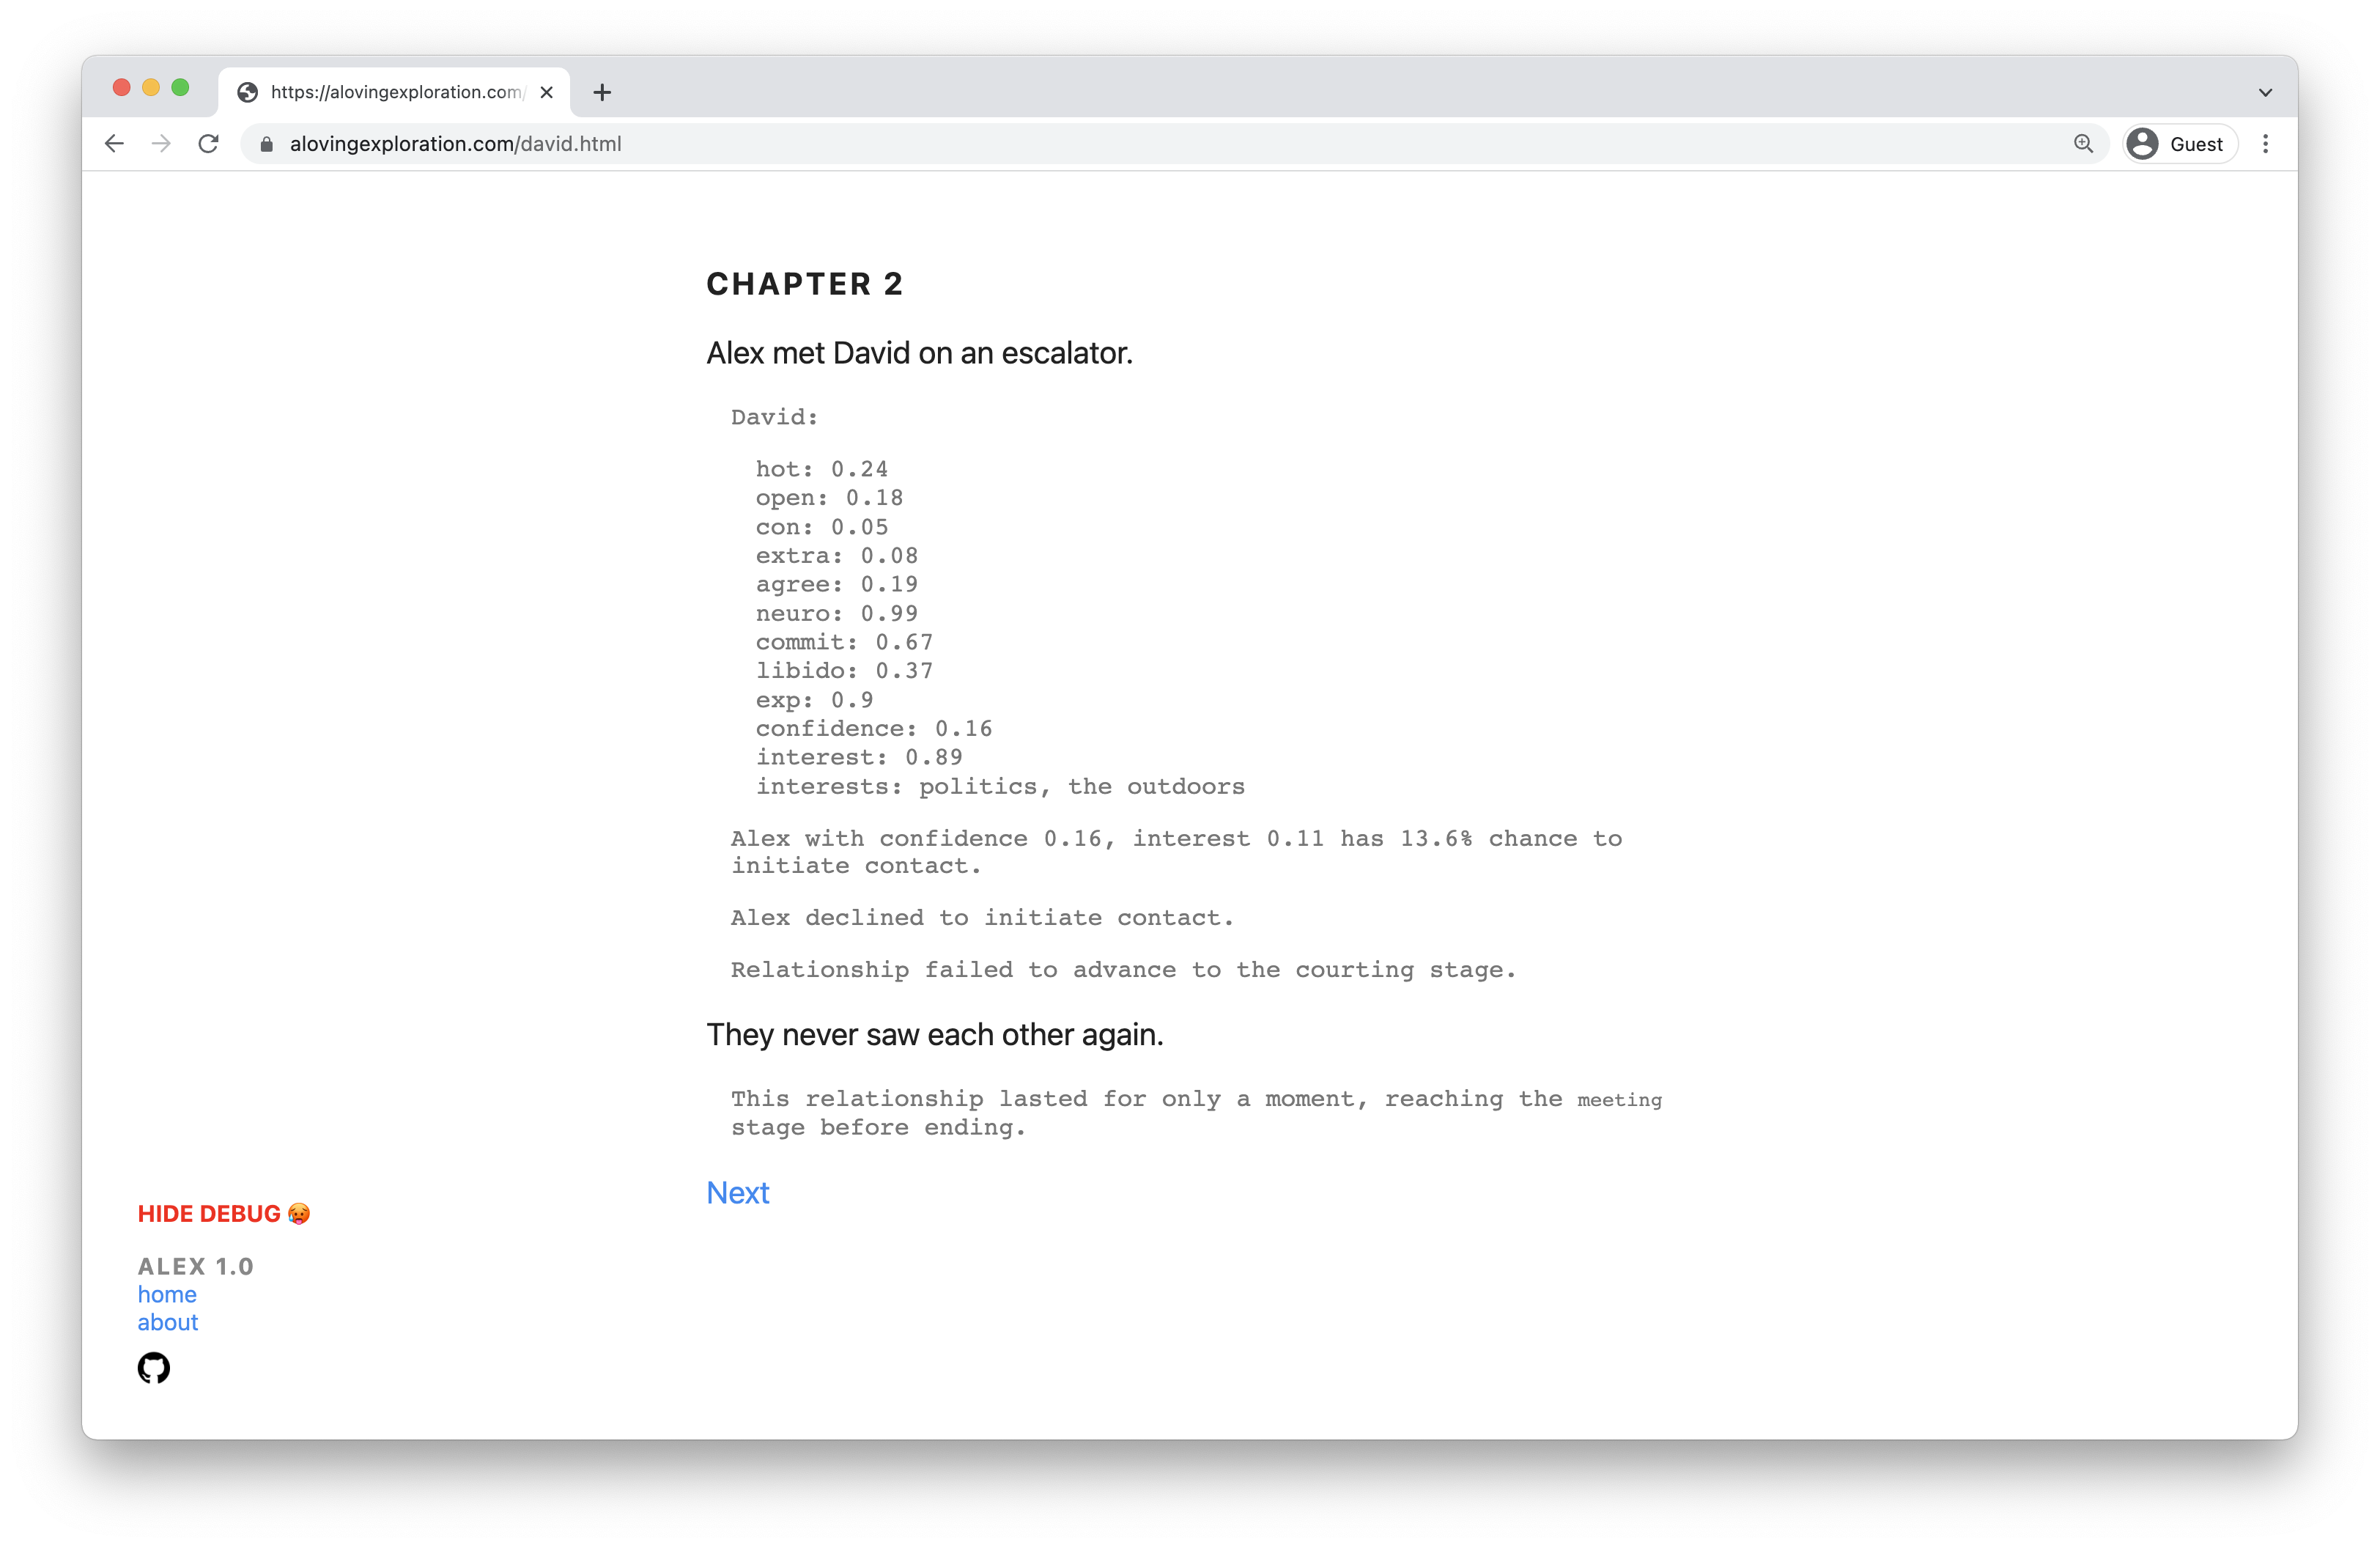 https://alovingexploration.com/
alovingexploration.com/david.html
Guest
CHAPTER 2
Alex met David on an escalator.
David:
hot: 0.24
open: 0.18
con: 0.05
extra: 0.08
agree: 0.19
neuro: 0.99
commit: 0.67
libido: 0.37
exp: 0.9
confidence: 0.16
interest: 0.89
interests: politics, the outdoors
Alex with confidence 0.16, interest 0.11 has 13.6% chance to
initiate contact.
Alex declined to initiate contact.
Relationship failed to advance to the courting stage.
They never saw each other again.
This relationship lasted for only a moment, reaching the meeting
stage before ending.
Next
HIDE DEBUG 🥵
ALEX 1.0
home
about